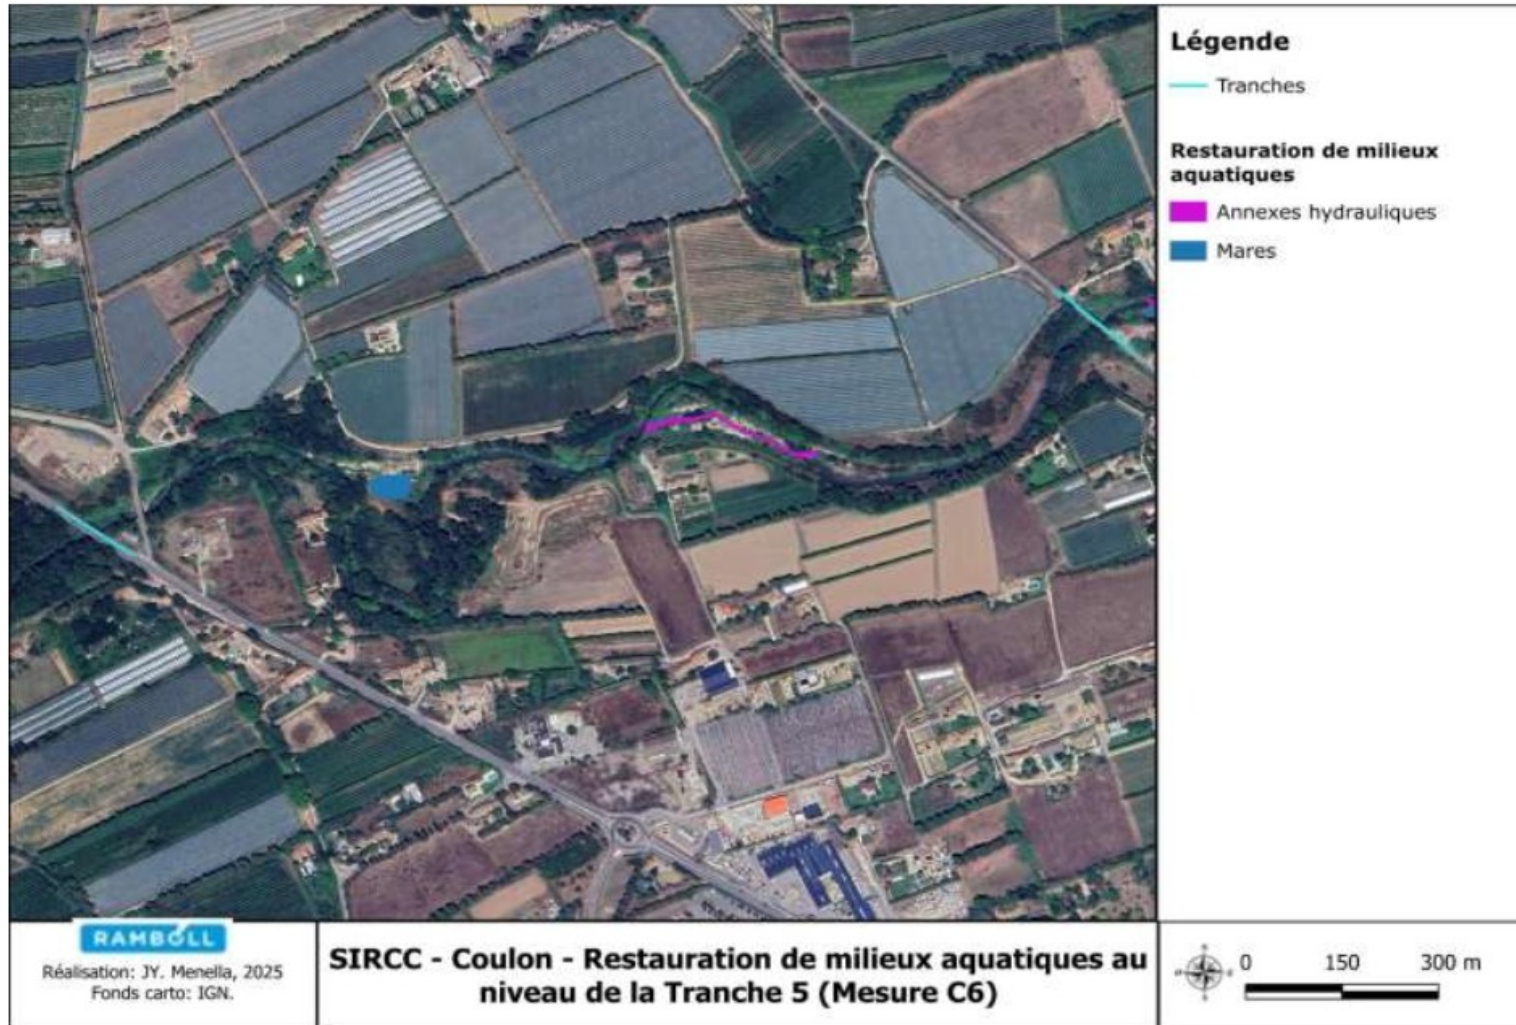 Légende
Tranches
Restauration de milieux
aquatiques
Annexes hydrauliques
Mares
RAMBOLL
Réalisation: JY. Menella, 2025
Fonds carto: IGN.
SIRCC - Coulon - Restauration de milieux aquatiques au
niveau de la Tranche 5 (Mesure C6)
0 150 300 m